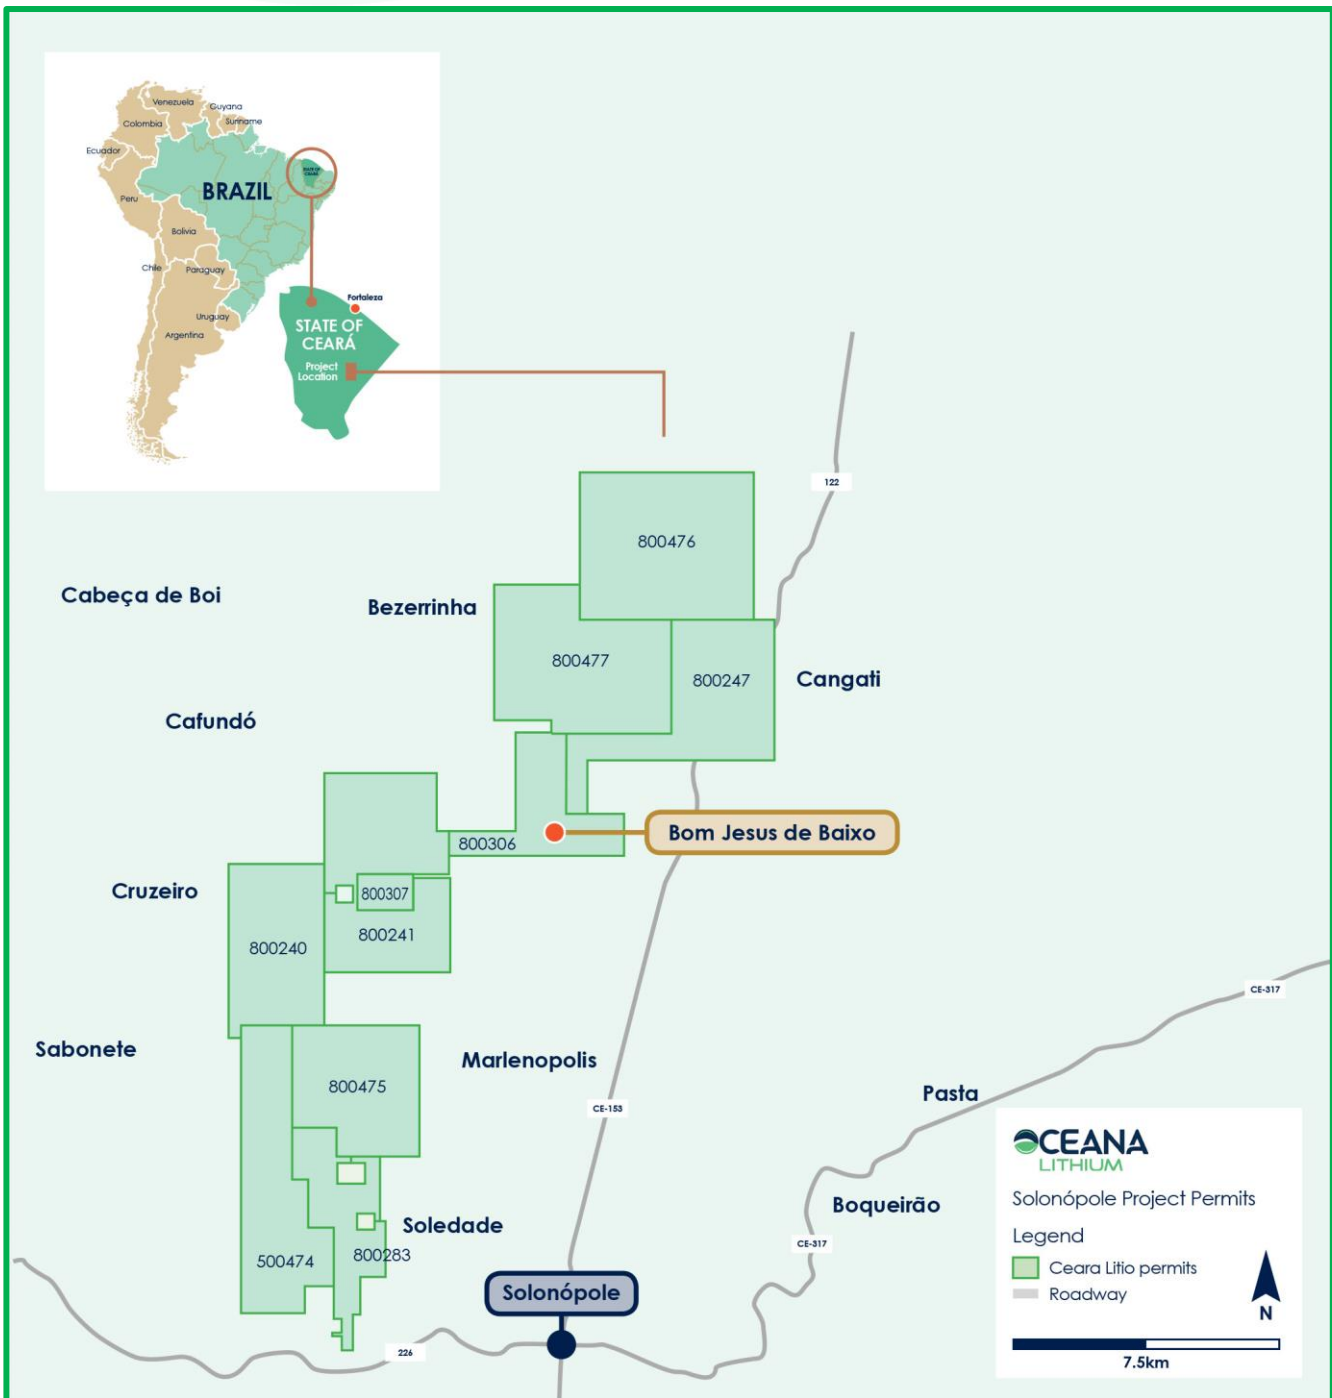 Venezuela
Guyana
Suriname
Colombia
Ecuador
STATE OF
CEARÁ
BRAZIL
Peru
Bolivia
Chile
Paraguay
Uruguay
Argentina
Fortaleza
STATE OF
CEARÁ
Project
Location
122
800476
Cabeça de Boi
Bezerrinha
800477
800247
Cangati
Cafundó
800306
Bom Jesus de Baixo
Cruzeiro
800307
800241
800240
CE-317
Sabonete
Marlenopolis
800475
Pasta
CE-153
Boqueirão
Soledade
800283
500474
CE-317
Solonópole
226
OCEANA
LITHIUM
Solonópole Project Permits
Legend
Ceara Litio permits
Roadway
N
7.5km